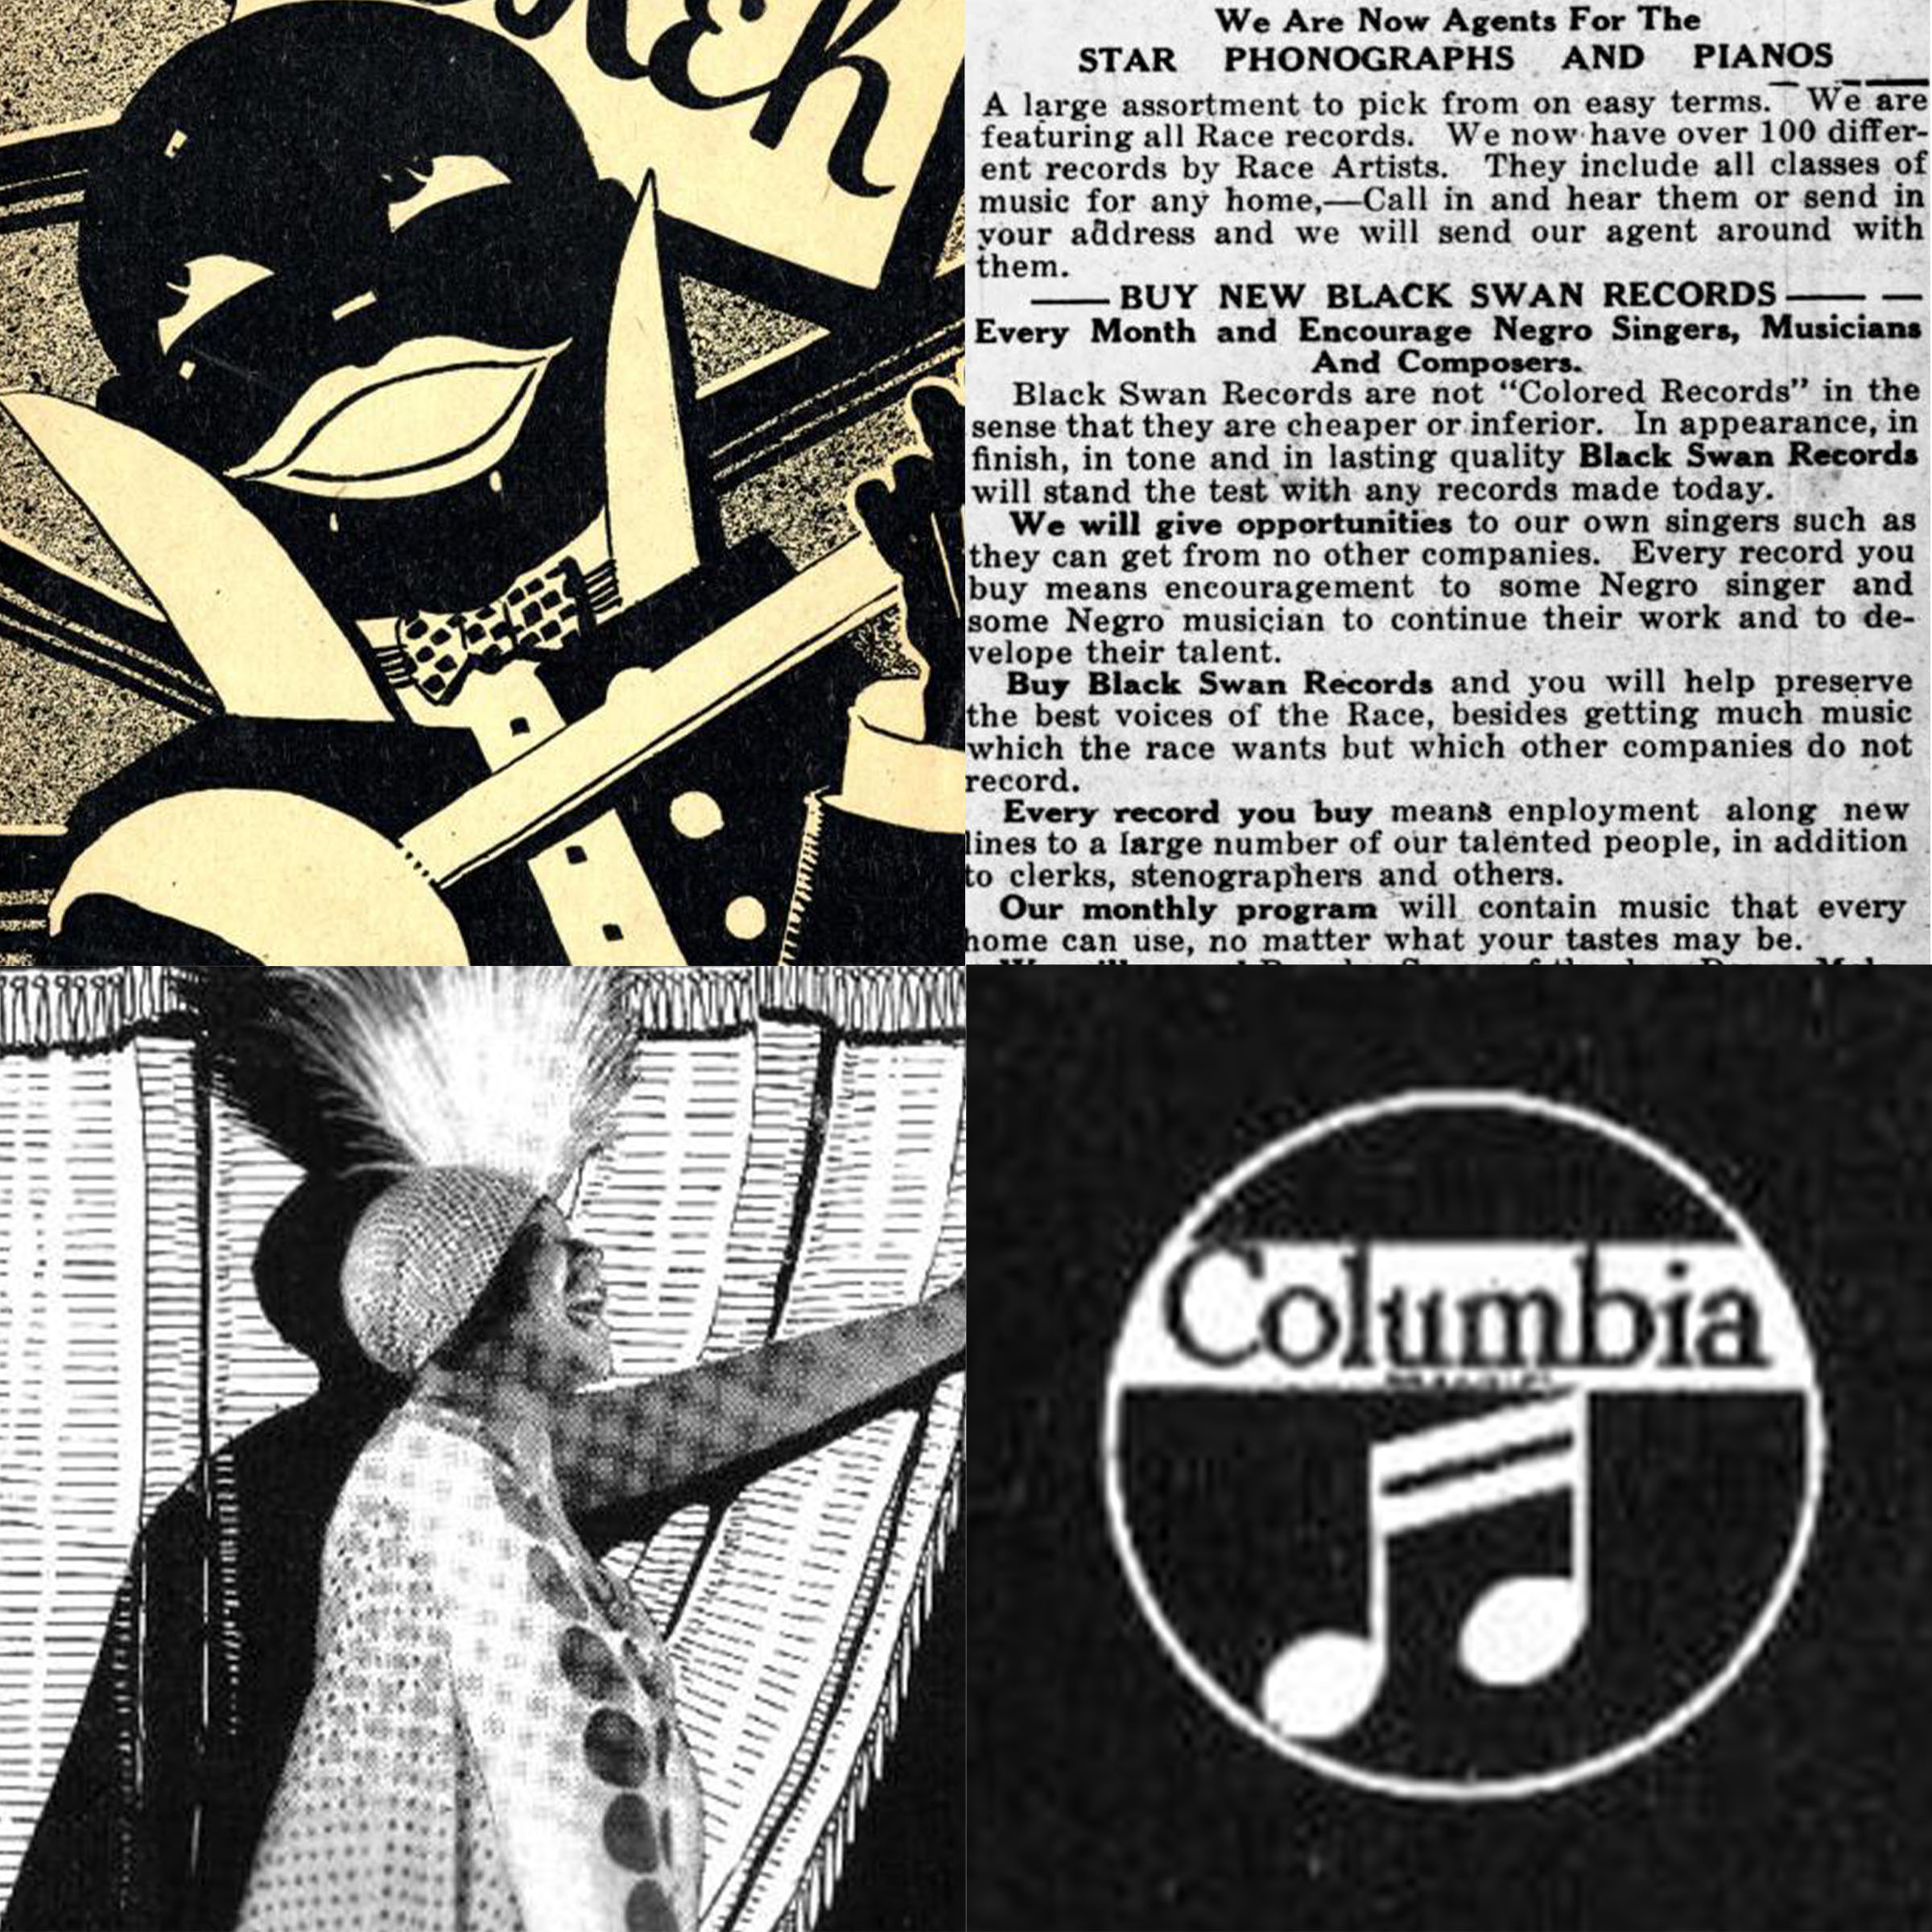 We Are Now Agents For The
STAR PHONOGRAPHS AND PIANOS
A large assortment to pick from on easy terms. We are
featuring all Race records. We now have over 100 differ-
ent records by Race Artists. They include all classes of
music for any home,—Call in and hear them or send in
your address and we will send our agent around with
them.
BUY NEW BLACK SWAN RECORDS
Every Month and Encourage Negro Singers, Musicians
And Composers.
Black Swan Records are not “Colored Records” in the
sense that they are cheaper or inferior. In appearance, in
finish, in tone and in lasting quality Black Swan Records
will stand the test with any records made today.
We will give opportunities to our own singers such as
they can get from no other companies. Every record you
buy means encouragement to some Negro singer and
some Negro musician to continue their work and to de-
velope their talent.
Buy Black Swan Records and you will help preserve
the best voices of the Race, besides getting much music
which the race wants but which other companies do not
record.
Every record you buy means employment along new
lines to a large number of our talented people, in addition
to clerks, stenographers and others.
Our monthly program will contain music that every
home can use, no matter what your tastes may be.
Columbia